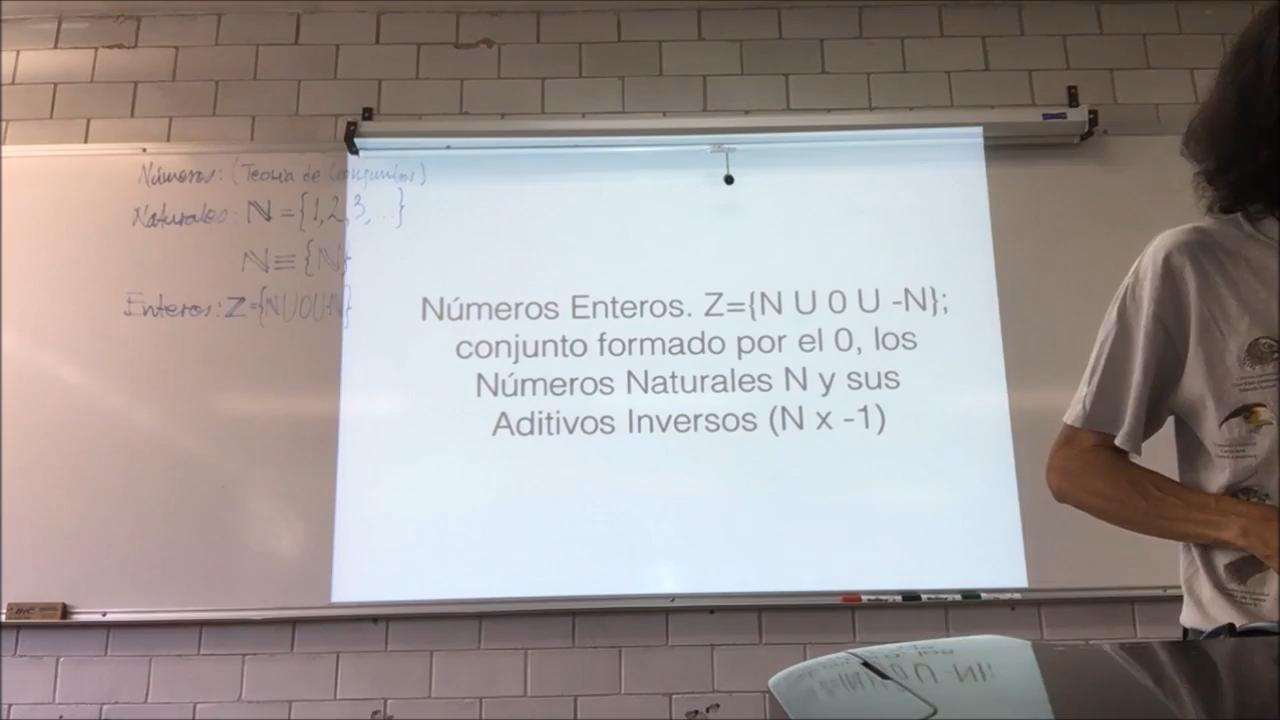 Números: (Teoría de Conjuntos)
Naturales: ℕ = {1,2,3,...}
ℕ ≡ {ℕ}
Enteros: Z={N U 0 U -N}
Números Enteros. Z={N U 0 U -N};
conjunto formado por el 0, los
Números Naturales N y sus
Aditivos Inversos (N x -1)
BIC